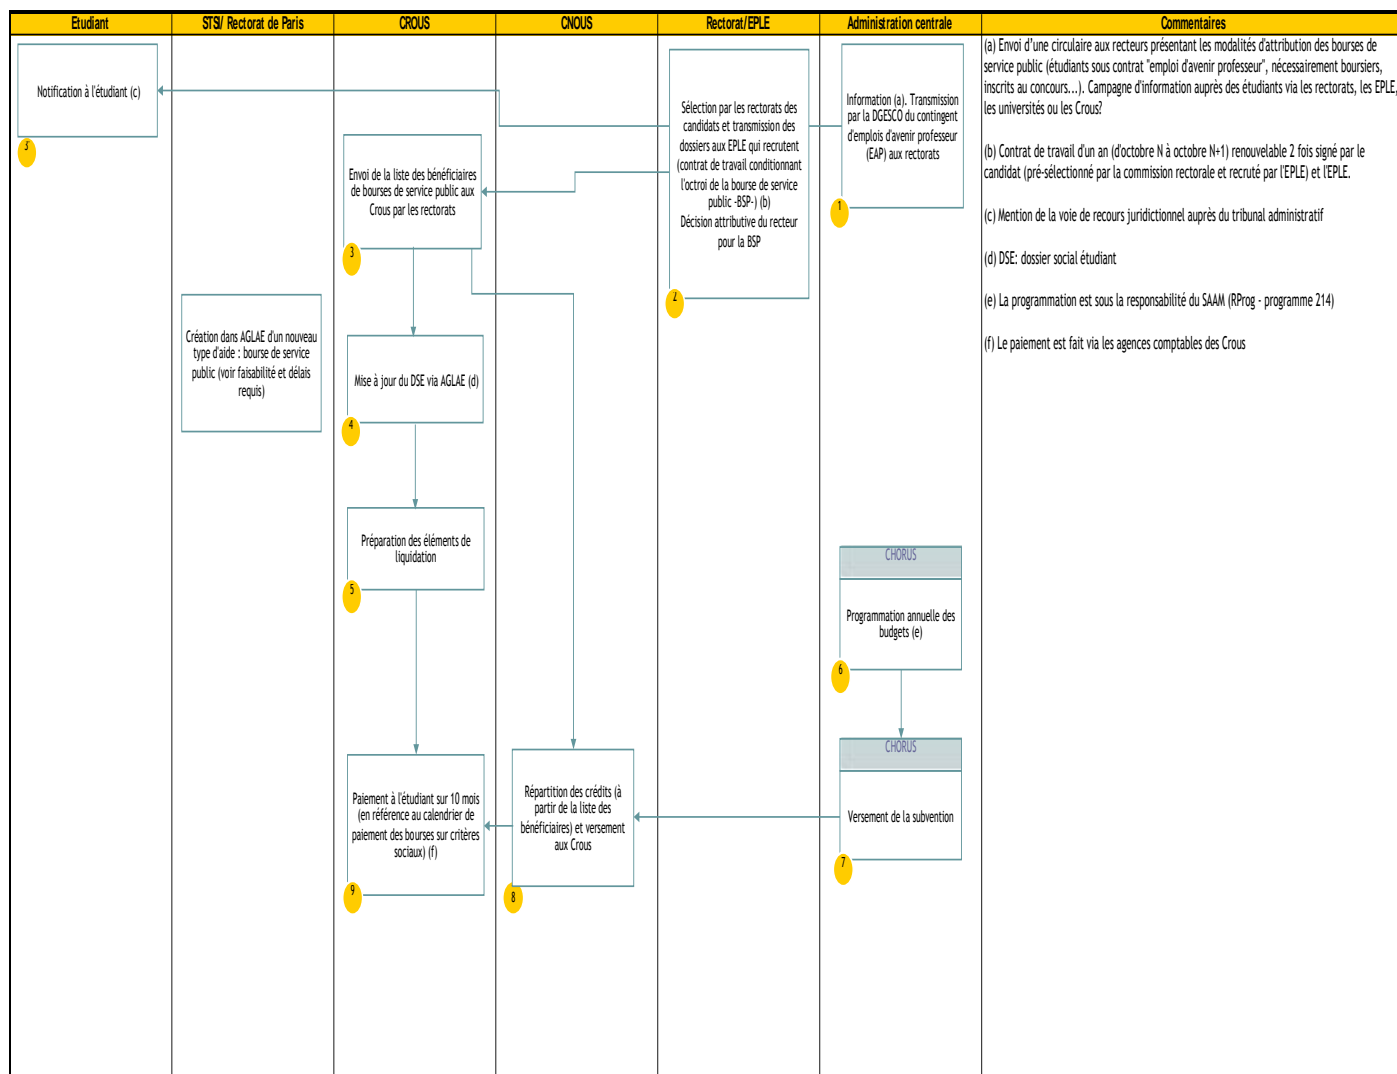 Etudiant
STSI/ Rectorat de Paris
CROUS
CNOUS
Rectorat/EPLE
Administration centrale
Commentaires
Notification à l'étudiant (c)
3'
Création dans AGLAE d'un nouveau
type d'aide : bourse de service
public (voir faisabilité et délais
requis)
Envoi de la liste des bénéficiaires
de bourses de service public aux
Crous par les rectorats
3
Mise à jour du DSE via AGLAE (d)
4
Préparation des éléments de
liquidation
5
Paiement à l'étudiant sur 10 mois
(en référence au calendrier de
paiement des bourses sur critères
sociaux) (f)
9
Répartition des crédits (à
partir de la liste des
bénéficiaires) et versement
aux Crous
8
Sélection par les rectorats des
candidats et transmission des
dossiers aux EPLE qui recrutent
(contrat de travail conditionnant
l'octroi de la bourse de service
public -BSP-) (b)
Décision attributive du recteur
pour la BSP
2
Information (a). Transmission
par la DGESCO du contingent
d'emplois d'avenir professeur
(EAP) aux rectorats
1
CHORUS
Programmation annuelle des
budgets (e)
6
CHORUS
Versement de la subvention
7
(a) Envoi d'une circulaire aux recteurs présentant les modalités d'attribution des bourses de
service public (étudiants sous contrat "emploi d'avenir professeur", nécessairement boursiers,
inscrits au concours...). Campagne d'information auprès des étudiants via les rectorats, les EPLE,
les universités ou les Crous?
(b) Contrat de travail d'un an (d'octobre N à octobre N+1) renouvelable 2 fois signé par le
candidat (pré-sélectionné par la commission rectorale et recruté par l'EPLE) et l'EPLE.
(c) Mention de la voie de recours juridictionnel auprès du tribunal administratif
(d) DSE: dossier social étudiant
(e) La programmation est sous la responsabilité du SAAM (RProg - programme 214)
(f) Le paiement est fait via les agences comptables des Crous